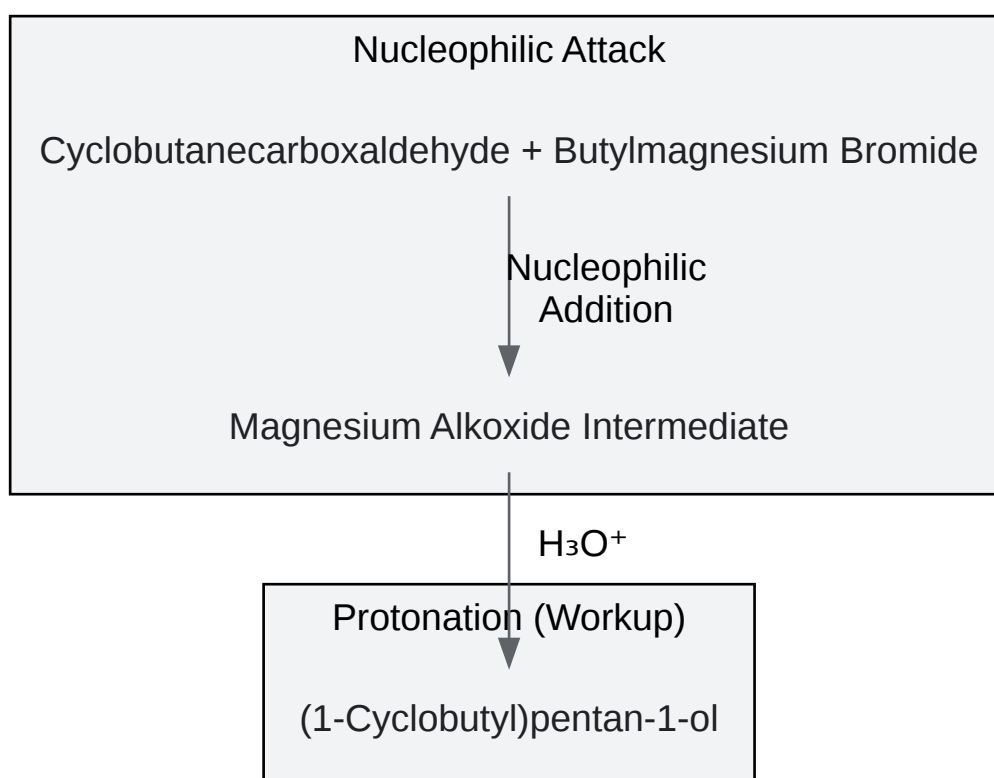 Nucleophilic Attack
Cyclobutanecarboxaldehyde + Butylmagnesium Bromide
Nucleophilic
Addition
Magnesium Alkoxide Intermediate
H₃O⁺
Protonation (Workup)
(1-Cyclobutyl)pentan-1-ol